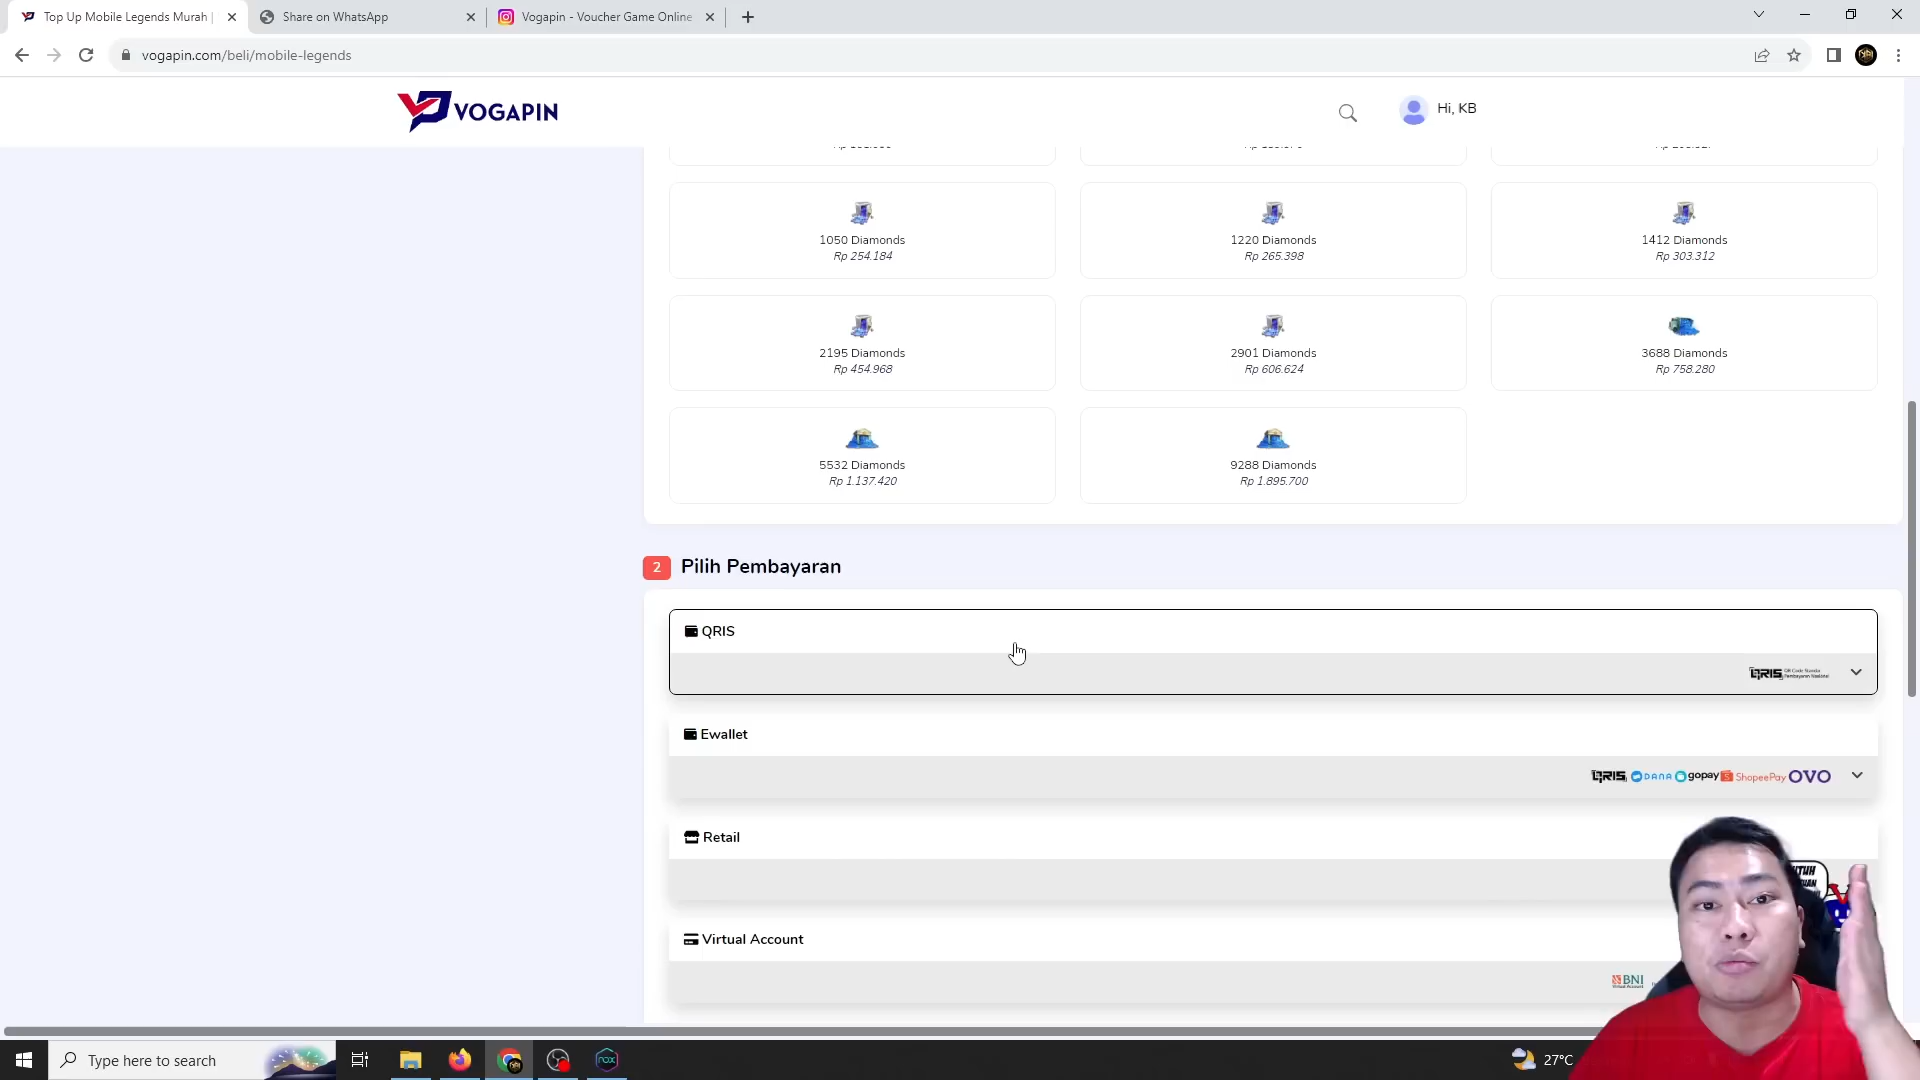 Top Up Mobile Legends Murah |
Share on WhatsApp
Vogapin - Voucher Game Online
vogapin.com/beli/mobile-legends
VOGAPIN
Hi, KB
1050 Diamonds
Rp 254.184
1220 Diamonds
Rp 265.398
1412 Diamonds
Rp 303.312
2195 Diamonds
Rp 454.968
2901 Diamonds
Rp 606.624
3688 Diamonds
Rp 758.280
5532 Diamonds
Rp 1.137.420
9288 Diamonds
Rp 1.895.700
2 Pilih Pembayaran
QRIS
QRIS
Ewallet
QRIS DANA gopay ShopeePay OVO
Retail
Virtual Account
BNI
Type here to search
27°C